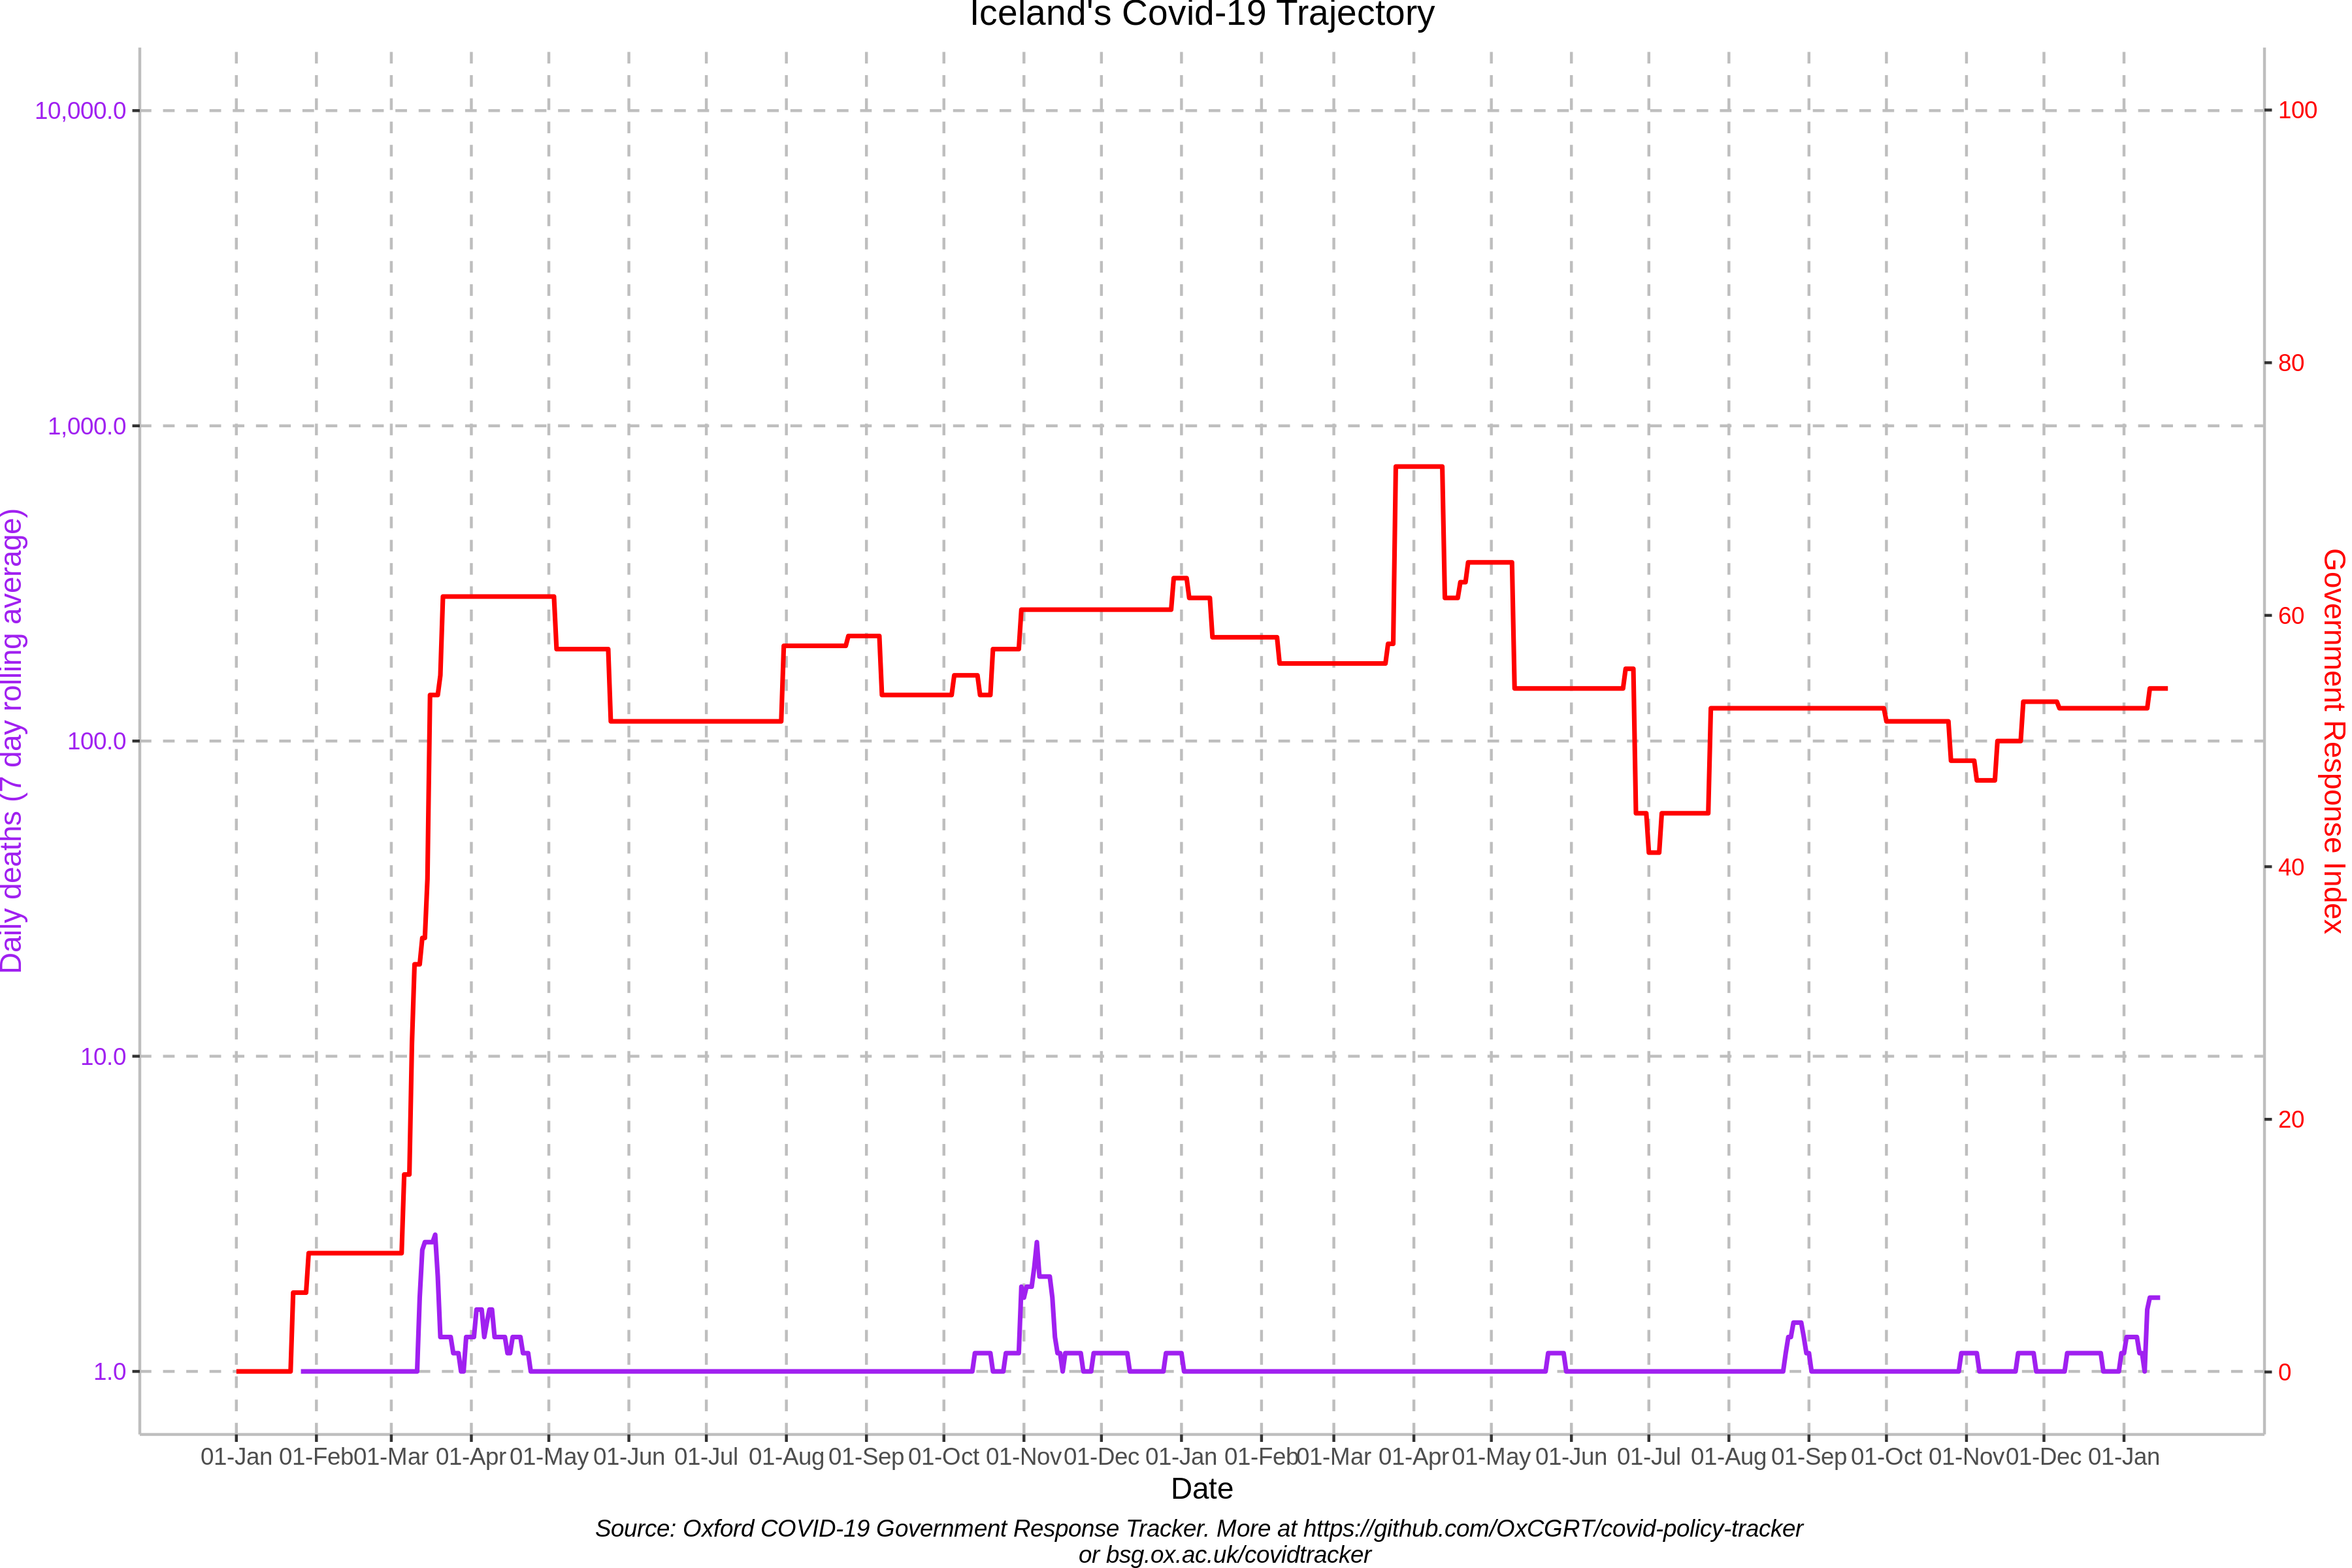 Iceland's Covid-19 Trajectory
10,000.0
1,000.0
100.0
10.0
1.0
Daily deaths (7 day rolling average)
100
80
60
40
20
0
Government Response Index
01-Jan 01-Feb 01-Mar 01-Apr 01-May 01-Jun 01-Jul 01-Aug 01-Sep 01-Oct 01-Nov 01-Dec 01-Jan 01-Feb 01-Mar 01-Apr 01-May 01-Jun 01-Jul 01-Aug 01-Sep 01-Oct 01-Nov 01-Dec 01-Jan
Date
Source: Oxford COVID-19 Government Response Tracker. More at https://github.com/OxCGRT/covid-policy-tracker
or bsg.ox.ac.uk/covidtracker